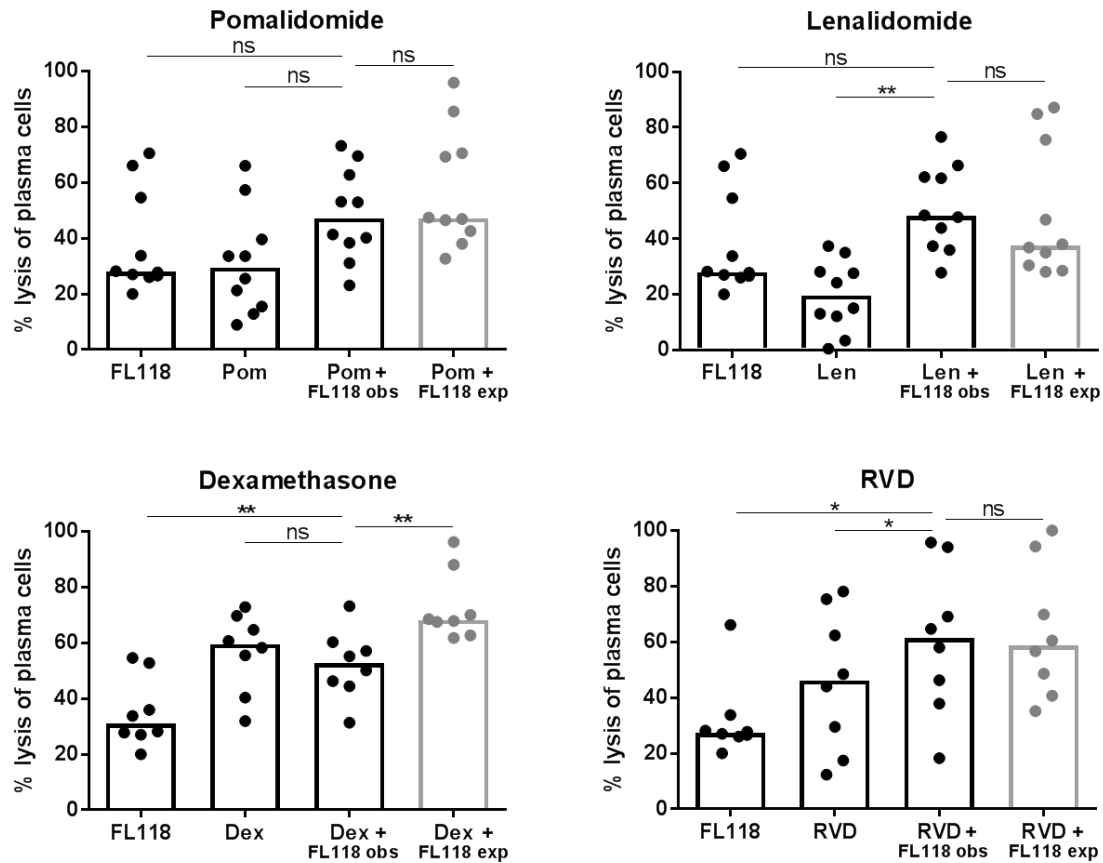 Pomalidomide
ns
ns
ns
% lysis of plasma cells
100
80
60
40
20
0
FL118
Pom
Pom +
FL118 obs
Pom +
FL118 exp
Lenalidomide
ns
ns
**
% lysis of plasma cells
100
80
60
40
20
0
FL118
Len
Len +
FL118 obs
Len +
FL118 exp
Dexamethasone
**
ns
**
% lysis of plasma cells
100
80
60
40
20
0
FL118
Dex
Dex +
FL118 obs
Dex +
FL118 exp
RVD
*
*
ns
% lysis of plasma cells
100
80
60
40
20
0
FL118
RVD
RVD +
FL118 obs
RVD +
FL118 exp